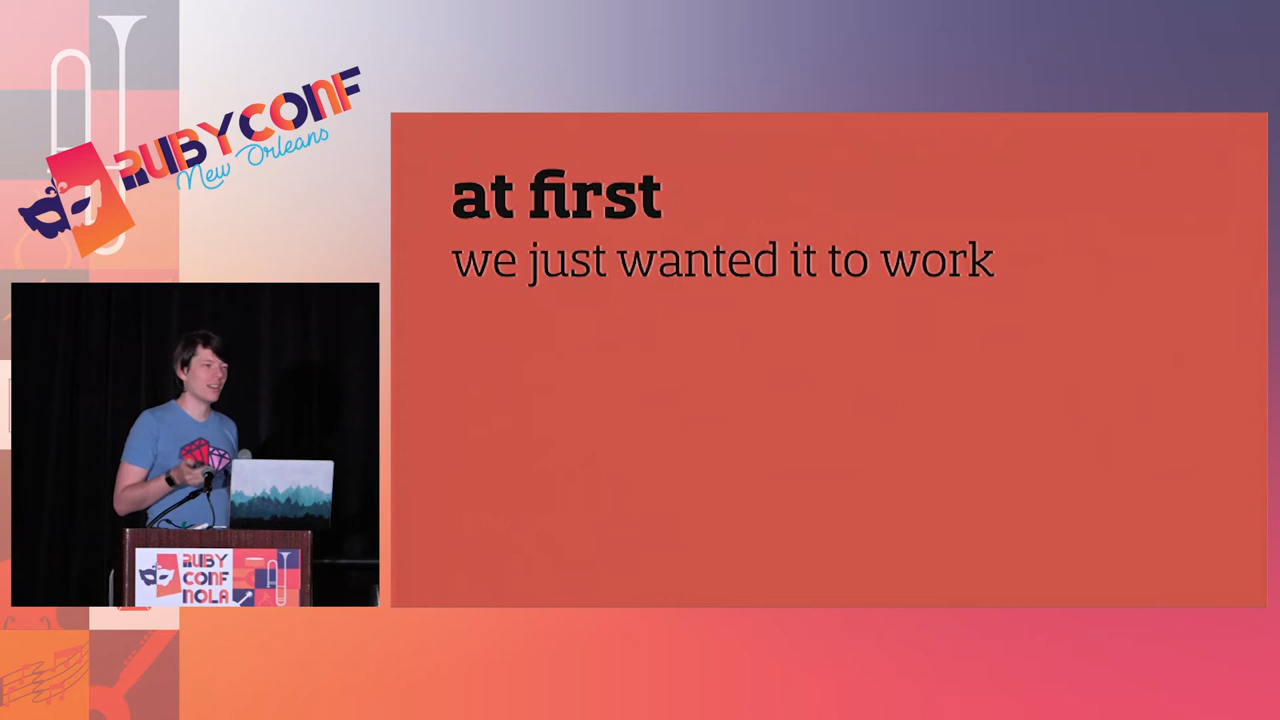 RUBYCONF
New Orleans
at first
we just wanted it to work
RUBY
CONF
NOLA